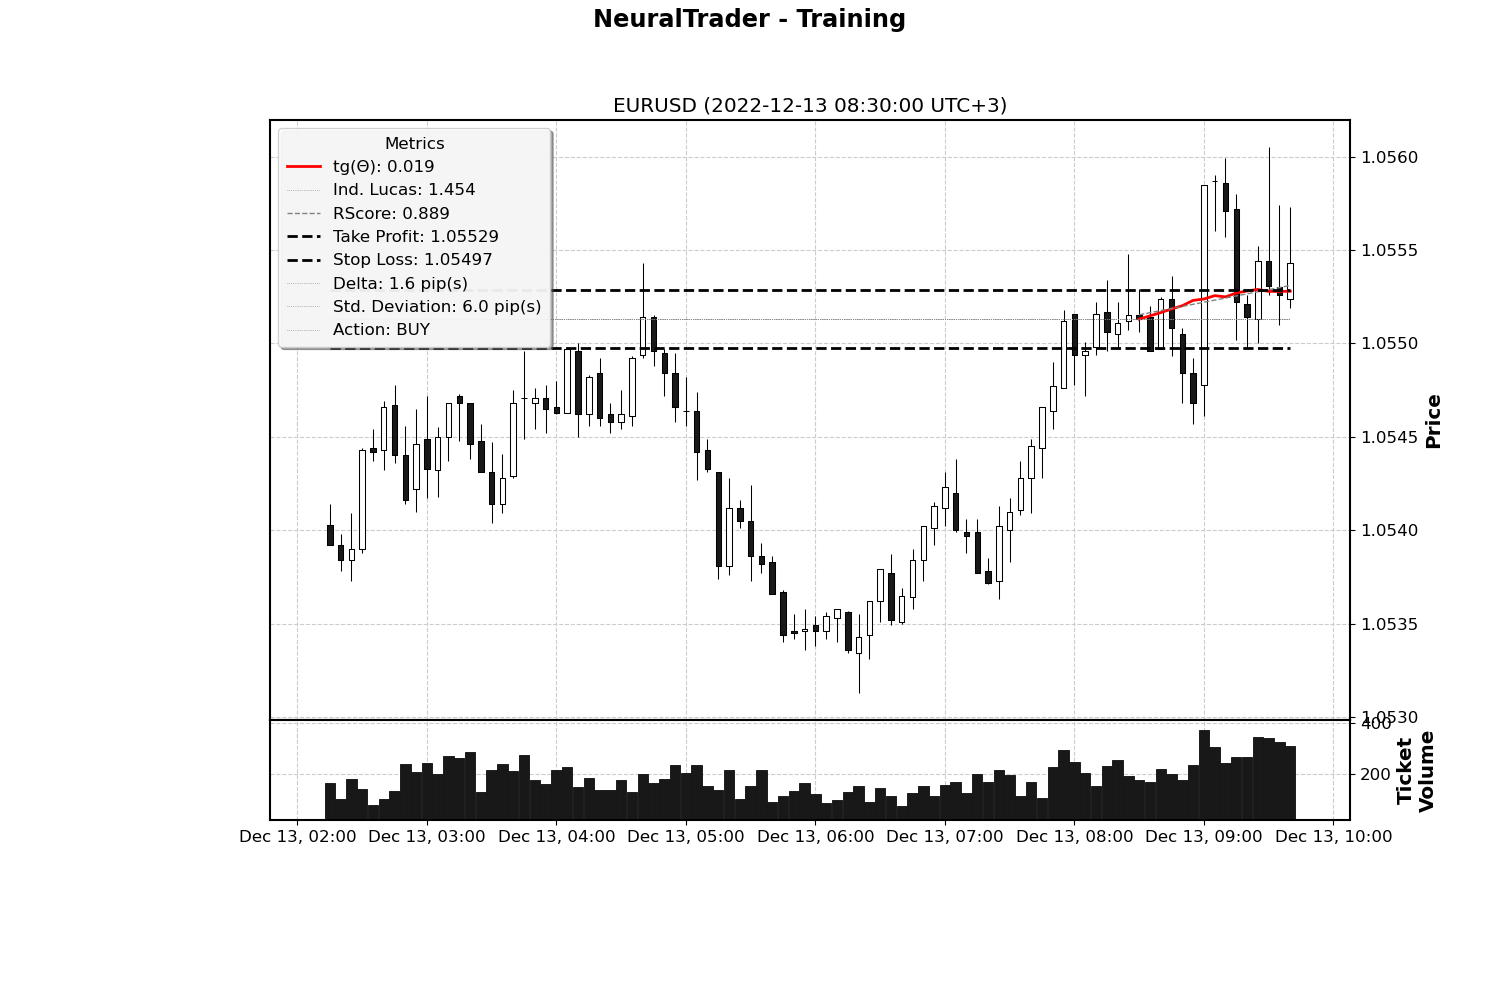 NeuralTrader - Training
EURUSD (2022-12-13 08:30:00 UTC+3)
Metrics
tg(Θ): 0.019
Ind. Lucas: 1.454
RScore: 0.889
Take Profit: 1.05529
Stop Loss: 1.05497
Delta: 1.6 pip(s)
Std. Deviation: 6.0 pip(s)
Action: BUY
1.0560
1.0555
1.0550
1.0545
1.0540
1.0535
1.0530
Price
400
200
Ticket
Volume
Dec 13, 02:00 Dec 13, 03:00 Dec 13, 04:00 Dec 13, 05:00 Dec 13, 06:00 Dec 13, 07:00 Dec 13, 08:00 Dec 13, 09:00 Dec 13, 10:00